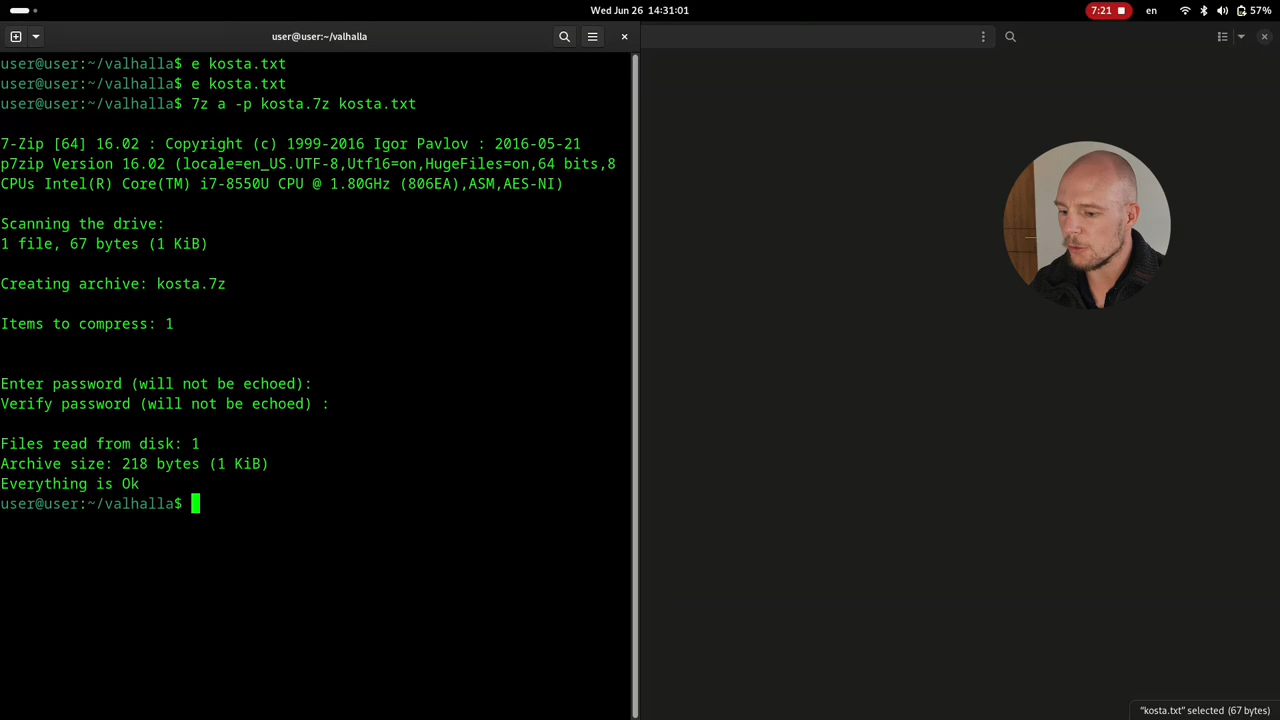 Wed Jun 26 14:31:01
7:21
en
57%
user@user:~/valhalla
user@user:~/valhalla$ e kosta.txt
user@user:~/valhalla$ e kosta.txt
user@user:~/valhalla$ 7z a -p kosta.7z kosta.txt
7-Zip [64] 16.02 : Copyright (c) 1999-2016 Igor Pavlov : 2016-05-21
p7zip Version 16.02 (locale=en_US.UTF-8,Utf16=on,HugeFiles=on,64 bits,8
CPUs Intel(R) Core(TM) i7-8550U CPU @ 1.80GHz (806EA),ASM,AES-NI)
Scanning the drive:
1 file, 67 bytes (1 KiB)
Creating archive: kosta.7z
Items to compress: 1
Enter password (will not be echoed):
Verify password (will not be echoed) :
Files read from disk: 1
Archive size: 218 bytes (1 KiB)
Everything is Ok
user@user:~/valhalla$
“kosta.txt” selected (67 bytes)